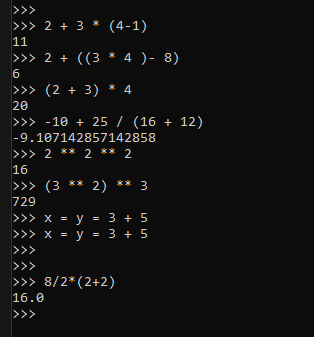 >>>
>>> 2 + 3 * (4-1)
11
>>> 2 + ((3 * 4 )- 8)
6
>>> (2 + 3) * 4
20
>>> -10 + 25 / (16 + 12)
-9.107142857142858
>>> 2 ** 2 ** 2
16
>>> (3 ** 2) ** 3
729
>>> x = y = 3 + 5
>>> x = y = 3 + 5
>>>
>>>
>>> 8/2*(2+2)
16.0
>>>